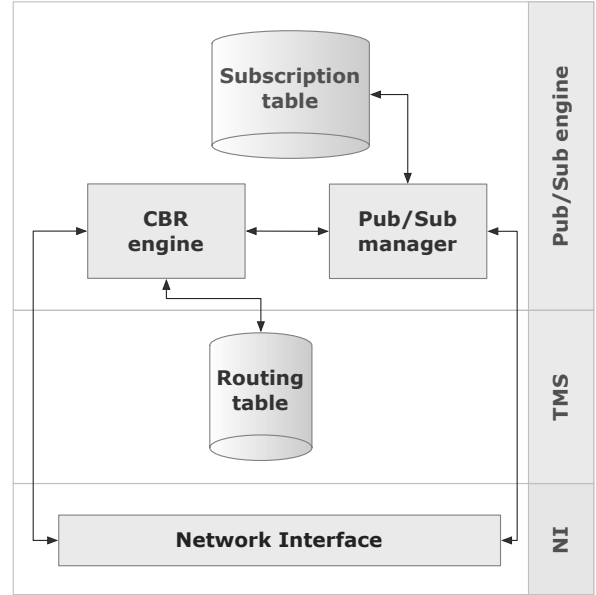 Subscription
table
CBR
engine
Pub/Sub
manager
Pub/Sub engine
Routing
table
TMS
Network Interface
NI